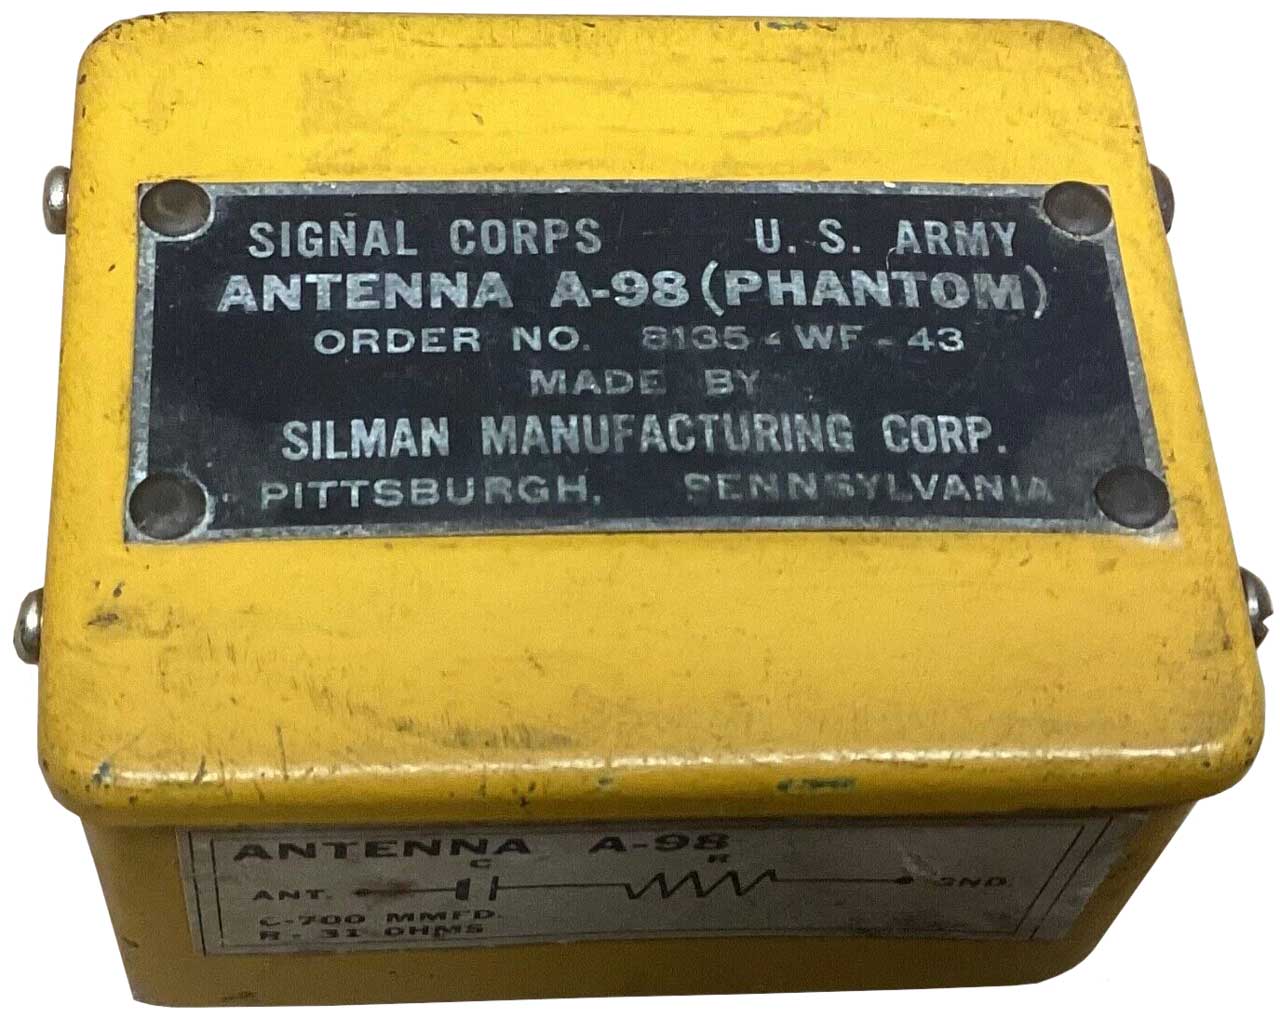 SIGNAL CORPS U. S. ARMY
ANTENNA A-98 (PHANTOM)
ORDER NO. 8135-WF-43
MADE BY
SILMAN MANUFACTURING CORP.
PITTSBURGH, PENNSYLVANIA
ANTENNA A-98
C R
ANT. GND.
C-700 MMFD.
R-31 OHMS